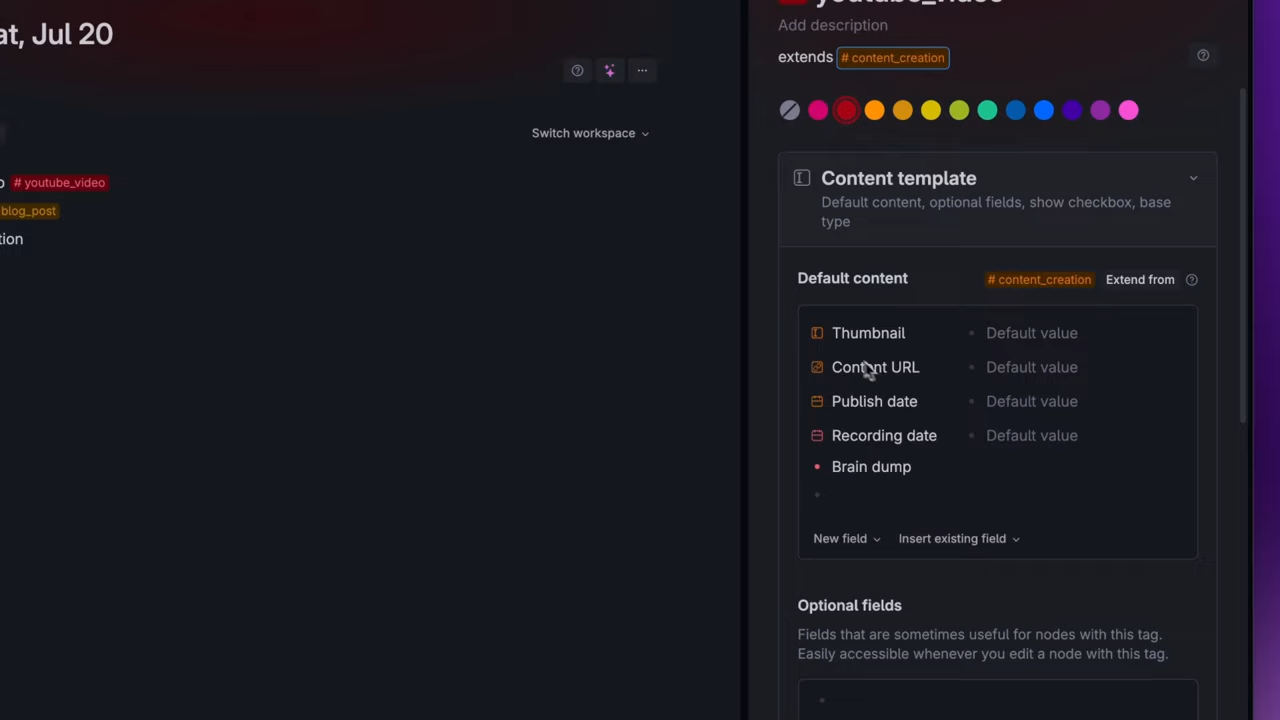 at, Jul 20
Switch workspace
o # youtube_video
blog_post
tion
youtube_video
Add description
extends # content_creation
Content template
Default content, optional fields, show checkbox, base
type
Default content # content_creation Extend from
Thumbnail Default value
Content URL Default value
Publish date Default value
Recording date Default value
Brain dump
New field Insert existing field
Optional fields
Fields that are sometimes useful for nodes with this tag.
Easily accessible whenever you edit a node with this tag.